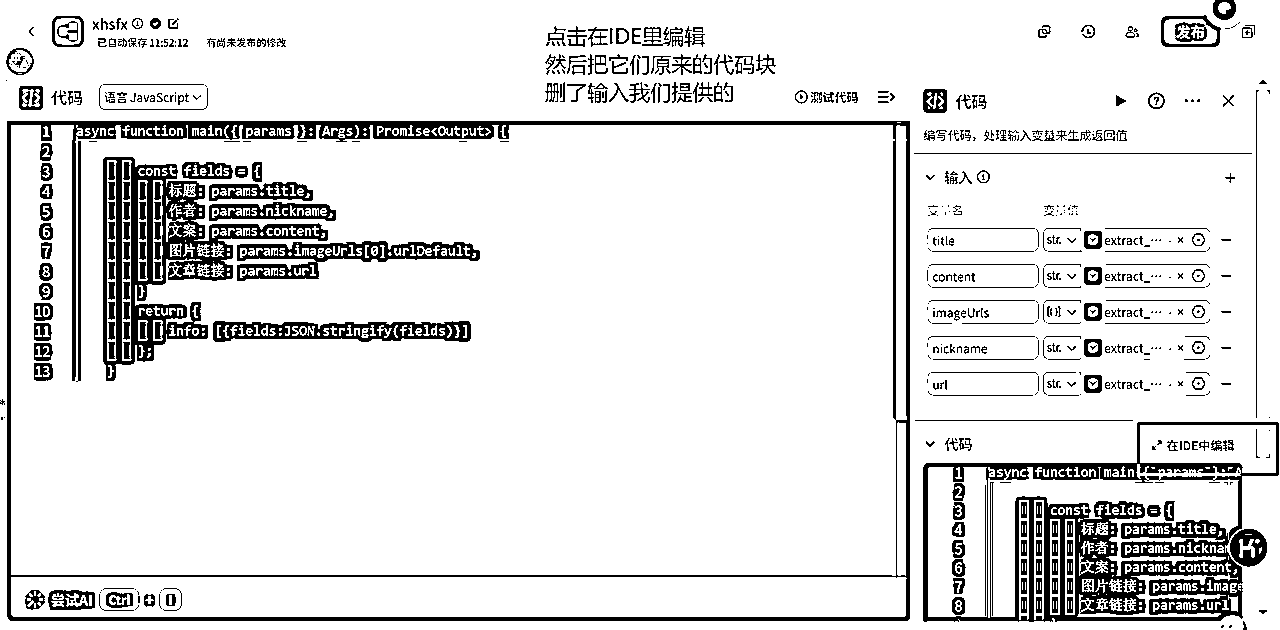 xhsfx
已自动保存 11:52:12 有尚未发布的修改
点击在IDE里编辑
然后把它们原来的代码块
删了输入我们提供的
发布
代码 语言 JavaScript 测试代码
1 async function main({ params }: Args): Promise<Output> {
2
3 const fields = {
4 标题: params.title,
5 作者: params.nickname,
6 文案: params.content,
7 图片链接: params.imageUrls[0].urlDefault,
8 文章链接: params.url
9 }
10 return {
11 info: [{fields:JSON.stringify(fields)}]
12 };
13 }
尝试AI Ctrl + I
代码
编写代码，处理输入变量来生成返回值
输入
变量名 变量值
title str. extract_···
content str. extract_···
imageUrls extract_···
nickname str. extract_···
url str. extract_···
代码 在IDE中编辑
1 async function main({ params }: A
2
3 const fields = {
4 标题: params.title,
5 作者: params.nickna
6 文案: params.content,
7 图片链接: params.image
8 文章链接: params.url